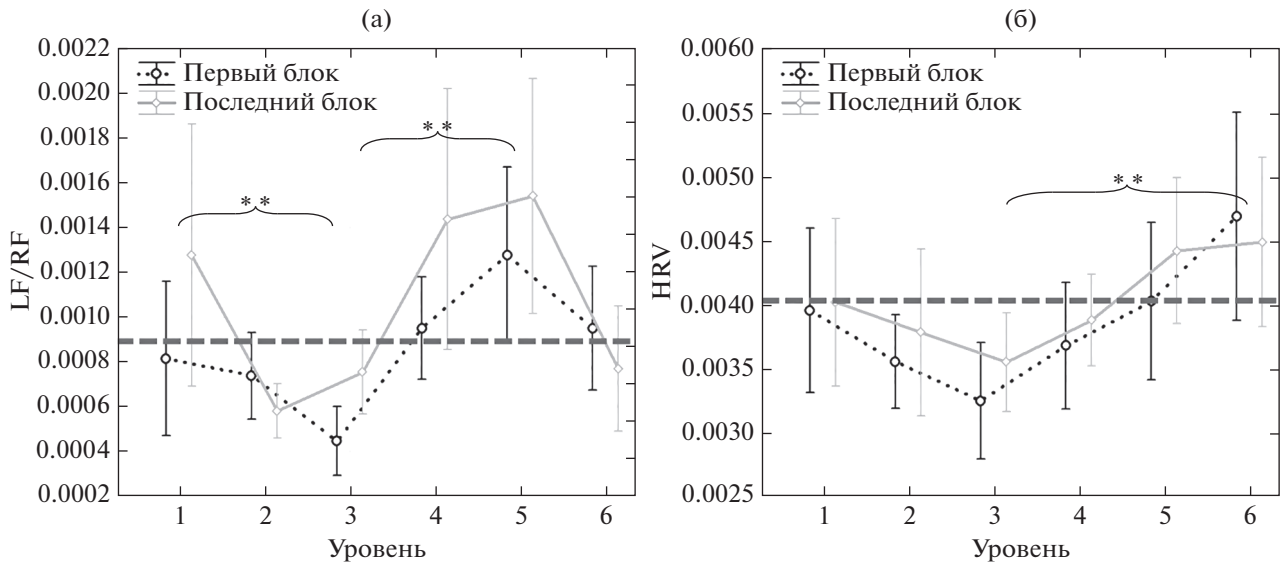 (а)
LF/RF
0.0022
0.0020
0.0018
0.0016
0.0014
0.0012
0.0010
0.0008
0.0006
0.0004
0.0002
Первый блок
Последний блок
**
**
1 2 3 4 5 6
Уровень
(б)
HRV
0.0060
0.0055
0.0050
0.0045
0.0040
0.0035
0.0030
0.0025
Первый блок
Последний блок
**
1 2 3 4 5 6
Уровень